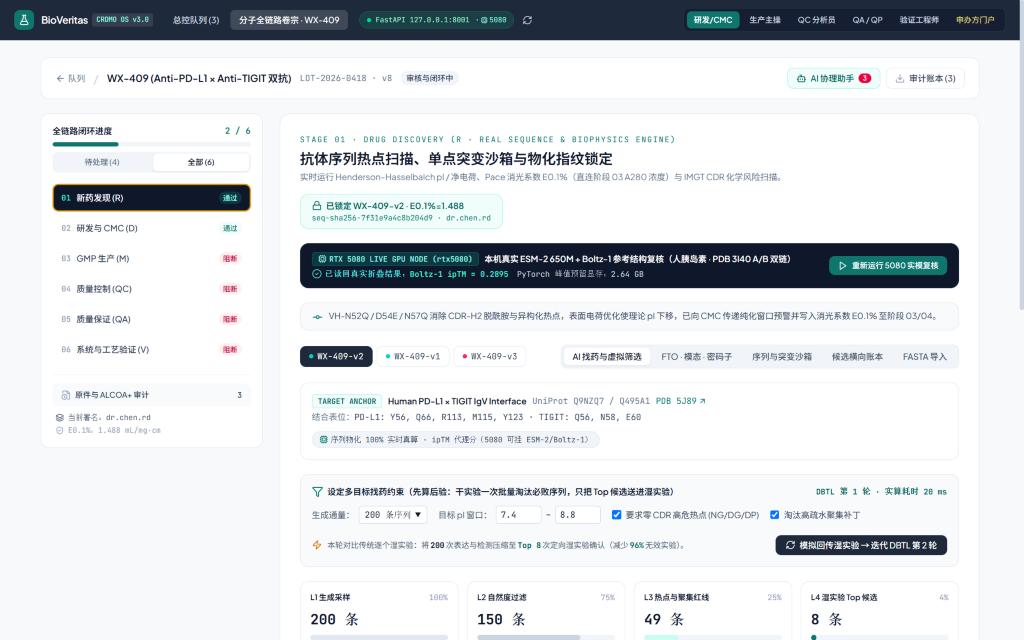 BioVeritas CROMO OS v3.0 总控队列 (3) 分子全链路卷宗 · WX-409 FastAPI 127.0.0.1:8001 · 5080 研发/CMC 生产主操 QC 分析员 QA / QP 验证工程师 申办方门户
← 队列 / WX-409 (Anti-PD-L1 × Anti-TIGIT 双抗) LOT-2026-0418 · v8 审核与闭环中 AI 协理助手 3 审计账本 (3)
全链路闭环进度 2 / 6
待处理 (4) 全部 (6)
01 新药发现 (R) 通过
02 研发与 CMC (D) 通过
03 GMP 生产 (M) 阻断
04 质量控制 (QC) 阻断
05 质量保证 (QA) 阻断
06 系统与工艺验证 (V) 阻断
原件与 ALCOA+ 审计 3
当前署名: dr.chen.rd
E0.1%: 1.488 mL/mg·cm
STAGE 01 · DRUG DISCOVERY (R · REAL SEQUENCE & BIOPHYSICS ENGINE)
抗体序列热点扫描、单点突变沙箱与物化指纹锁定
实时运行 Henderson-Hasselbalch pI / 净电荷、Pace 消光系数 E0.1% (直连阶段 03 A280 浓度) 与 IMGT CDR 化学风险扫描。
已锁定 WX-409-v2 · E0.1%=1.488
seq-sha256-7f31e9a4c8b204d9 · dr.chen.rd
RTX 5080 LIVE GPU NODE (rtx5080) 本机真实 ESM-2 650M + Boltz-1 参考结构复核 (人胰岛素 · PDB 3I40 A/B 双链)
已读回真实折叠结果: Boltz-1 ipTM = 0.2895 PyTorch 峰值预留显存: 2.64 GB
重新运行 5080 实模复核
VH-N52Q / D54E / N57Q 消除 CDR-H2 脱酰胺与异构化热点，表面电荷优化使理论 pI 下移，已向 CMC 传递纯化窗口预警并写入消光系数 E0.1% 至阶段 03/04。
WX-409-v2 WX-409-v1 WX-409-v3 AI 找药与虚拟筛选 FTO · 模态 · 密码子 序列与突变沙箱 候选横向账本 FASTA 导入
TARGET ANCHOR Human PD-L1 × TIGIT IgV Interface UniProt Q9NZQ7 / Q495A1 PDB 5J89 ↗
结合表位: PD-L1: Y56, Q66, R113, M115, Y123 · TIGIT: Q56, N58, E60
序列物化 100% 实时真算 · ipTM 代理分 (5080 可挂 ESM-2/Boltz-1)
设定多目标找药约束 (先算后验: 干实验一次批量淘汰必败序列，只把 Top 候选送进湿实验) DBTL 第 1 轮 · 实算耗时 20 ms
生成通量: 200 条序列 ▼ 目标 pI 窗口: 7.4 – 8.8 要求零 CDR 高危热点 (NG/DG/DP) 淘汰高疏水聚集补丁
本轮对比传统逐个湿实验: 将 200 次表达与检测压缩至 Top 8 次定向湿实验确认 (减少 96% 无效实验)。
模拟回传湿实验 → 迭代 DBTL 第 2 轮
L1 生成采样 100% L2 自然度过滤 75% L3 热点与聚集红线 25% L4 湿实验 Top 候选 4%
200 条 150 条 49 条 8 条